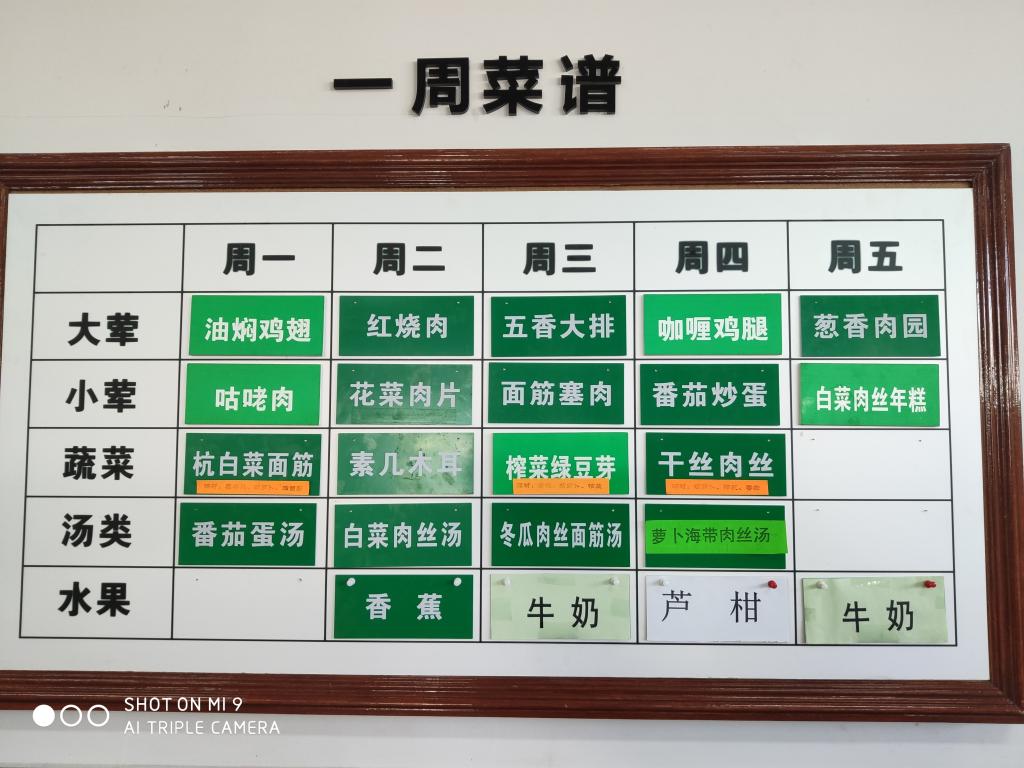 一周菜谱
周一 周二 周三 周四 周五
大荤 油焖鸡翅 红烧肉 五香大排 咖喱鸡腿 葱香肉园
小荤 咕咾肉 花菜肉片 面筋塞肉 番茄炒蛋 白菜肉丝年糕
蔬菜 杭白菜面筋 素几木耳 榨菜绿豆芽 干丝肉丝
汤类 番茄蛋汤 白菜肉丝汤 冬瓜肉丝面筋汤 萝卜海带肉丝汤
水果 香蕉 牛奶 芦柑 牛奶
SHOT ON MI 9
AI TRIPLE CAMERA